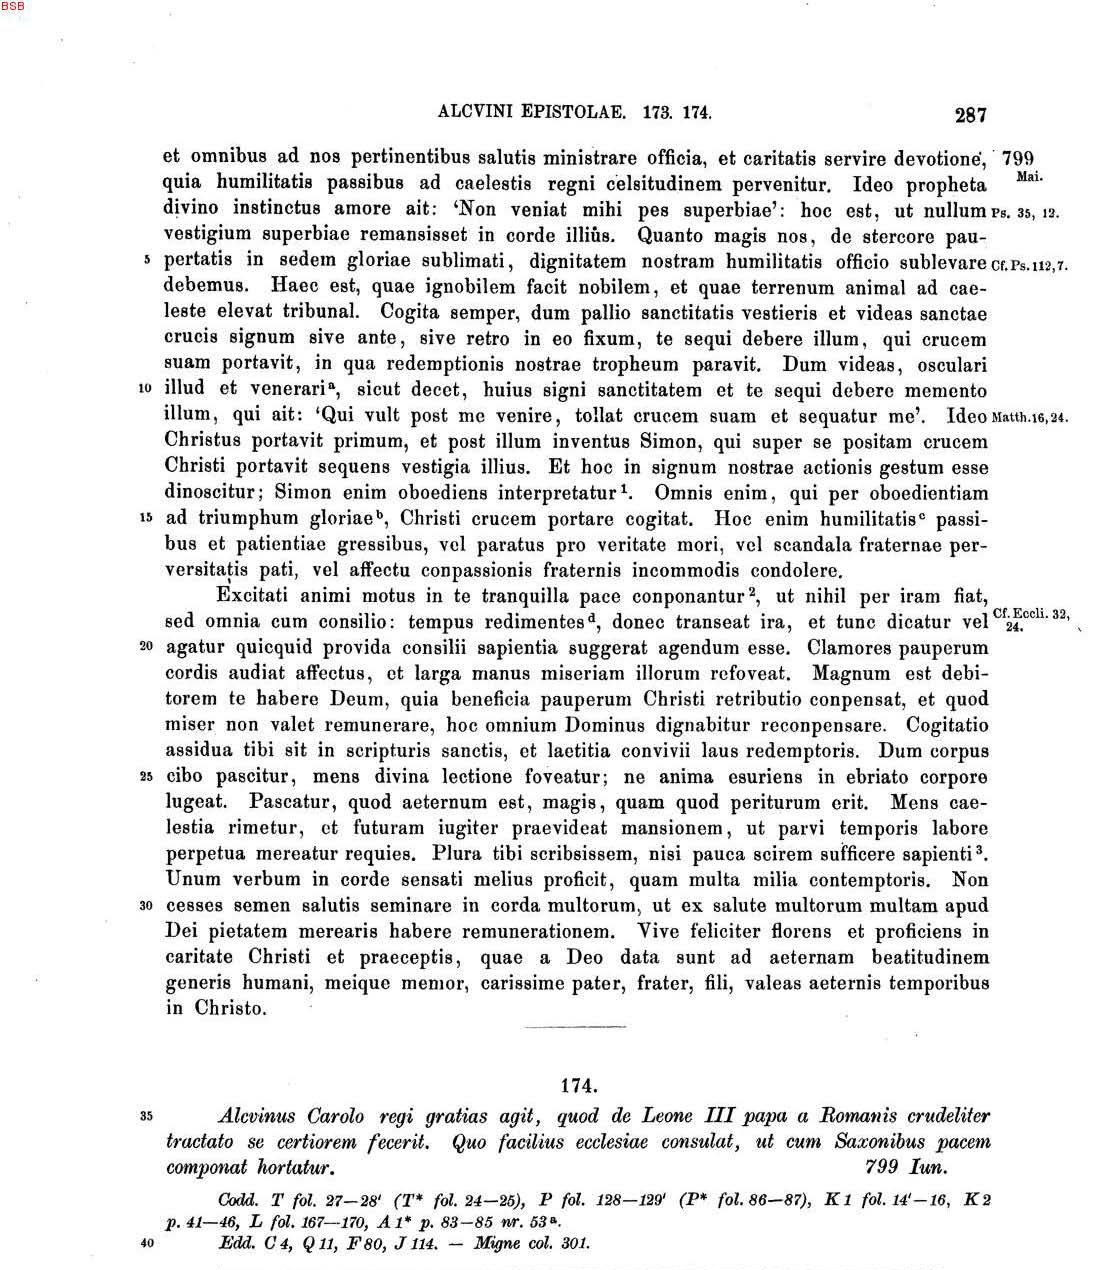 BSB
ALCVINI EPISTOLAE. 173. 174. 287
et omnibus ad nos pertinentibus salutis ministrare officia, et caritatis servire devotione, 799
quia humilitatis passibus ad caelestis regni celsitudinem pervenitur. Ideo propheta Mai.
divino instinctus amore ait: ‘Non veniat mihi pes superbiae’: hoc est, ut nullum Ps. 35, 12.
vestigium superbiae remansisset in corde illius. Quanto magis nos, de stercore pau-
5 pertatis in sedem gloriae sublimati, dignitatem nostram humilitatis officio sublevare Cf. Ps. 112, 7.
debemus. Haec est, quae ignobilem facit nobilem, et quae terrenum animal ad cae-
leste elevat tribunal. Cogita semper, dum pallio sanctitatis vestieris et videas sanctae
crucis signum sive ante, sive retro in eo fixum, te sequi debere illum, qui crucem
suam portavit, in qua redemptionis nostrae tropheum paravit. Dum videas, osculari
10 illud et venerari a, sicut decet, huius signi sanctitatem et te sequi debere memento
illum, qui ait: ‘Qui vult post me venire, tollat crucem suam et sequatur me’. Ideo Matth. 16, 24.
Christus portavit primum, et post illum inventus Simon, qui super se positam crucem
Christi portavit sequens vestigia illius. Et hoc in signum nostrae actionis gestum esse
dinoscitur; Simon enim oboediens interpretatur 1. Omnis enim, qui per oboedientiam
15 ad triumphum gloriae b, Christi crucem portare cogitat. Hoc enim humilitatis c passi-
bus et patientiae gressibus, vel paratus pro veritate mori, vel scandala fraternae per-
versitatis pati, vel affectu conpassionis fraternis incommodis condolere.
Excitati animi motus in te tranquilla pace conponantur 2, ut nihil per iram fiat,
sed omnia cum consilio: tempus redimentes d, donec transeat ira, et tunc dicatur vel Cf. Eccli. 32, 24.
20 agatur quicquid provida consilii sapientia suggerat agendum esse. Clamores pauperum
cordis audiat affectus, et larga manus miseriam illorum refoveat. Magnum est debi-
torem te habere Deum, quia beneficia pauperum Christi retributio conpensat, et quod
miser non valet remunerare, hoc omnium Dominus dignabitur reconpensare. Cogitatio
assidua tibi sit in scripturis sanctis, et laetitia convivii laus redemptoris. Dum corpus
25 cibo pascitur, mens divina lectione foveatur; ne anima esuriens in ebriato corpore
lugeat. Pascatur, quod aeternum est, magis, quam quod periturum erit. Mens cae-
lestia rimetur, et futuram iugiter praevideat mansionem, ut parvi temporis labore
perpetua mereatur requies. Plura tibi scribsissem, nisi pauca scirem sufficere sapienti 3.
Unum verbum in corde sensati melius proficit, quam multa milia contemptoris. Non
30 cesses semen salutis seminare in corda multorum, ut ex salute multorum multam apud
Dei pietatem merearis habere remunerationem. Vive feliciter florens et proficiens in
caritate Christi et praeceptis, quae a Deo data sunt ad aeternam beatitudinem
generis humani, meique memor, carissime pater, frater, fili, valeas aeternis temporibus
in Christo.
174.
35 Alcvinus Carolo regi gratias agit, quod de Leone III papa a Romanis crudeliter
tractato se certiorem fecerit. Quo facilius ecclesiae consulat, ut cum Saxonibus pacem
componat hortatur. 799 Iun.
Codd. T fol. 27—28' (T* fol. 24—25), P fol. 128—129' (P* fol. 86—87), K 1 fol. 14'—16, K 2
p. 41—46, L fol. 167—170, A 1* p. 83—85 nr. 53 a.
40 Edd. C 4, Q 11, F 80, J 114. — Migne col. 301.